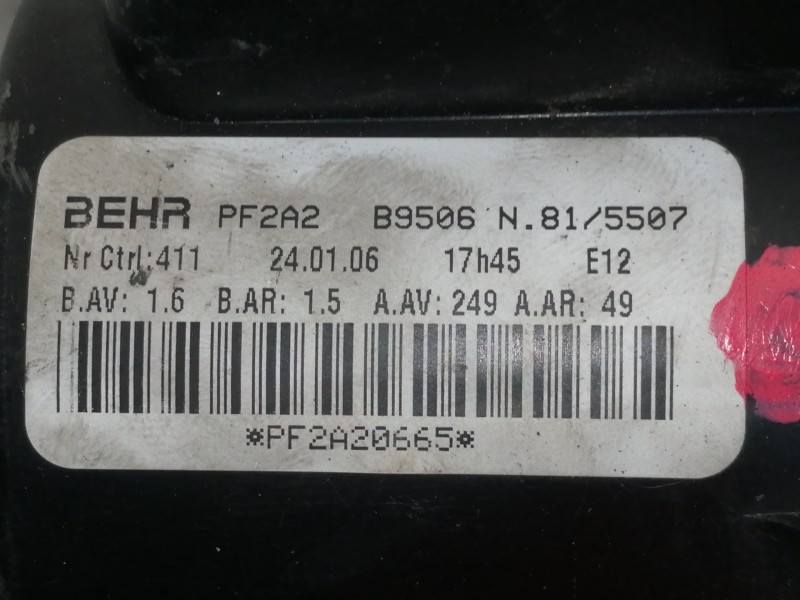 BEHR PF2A2 B9506 N.81/5507
Nr Ctrl:411 24.01.06 17h45 E12
B.AV: 1.6 B.AR: 1.5 A.AV: 249 A.AR: 49
*PF2A20665*